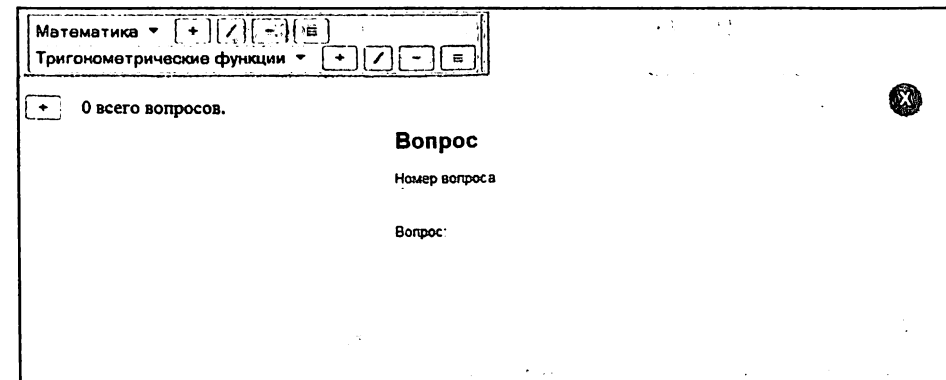 Математика
Тригонометрические функции
0 всего вопросов.
Вопрос
Номер вопроса
Вопрос: